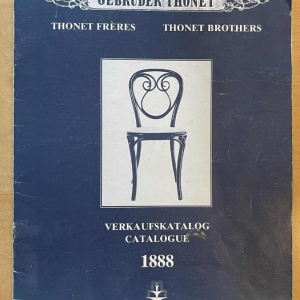 GEBRÜDER THONET
THONET FRÈRES THONET BROTHERS
VERKAUFSKATALOG
CATALOGUE
1888